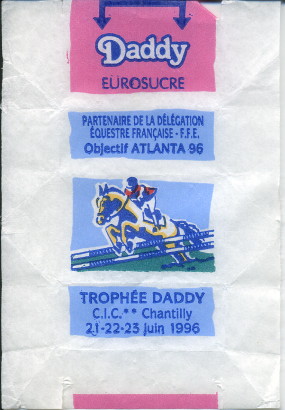 Daddy
EUROSUCRE
PARTENAIRE DE LA DÉLÉGATION
ÉQUESTRE FRANÇAISE - F.F.E.
Objectif ATLANTA 96
TROPHÉE DADDY
C.I.C.** Chantilly
21-22-23 juin 1996